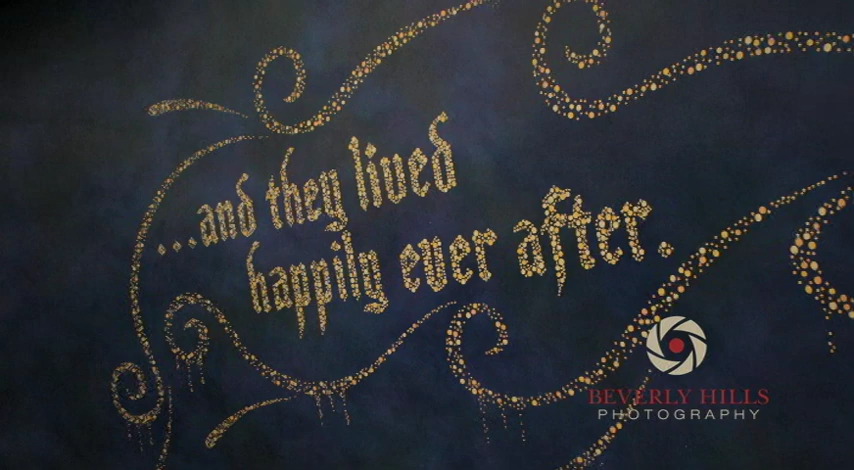 ...and they lived
happily ever after.
BEVERLY HILLS
PHOTOGRAPHY